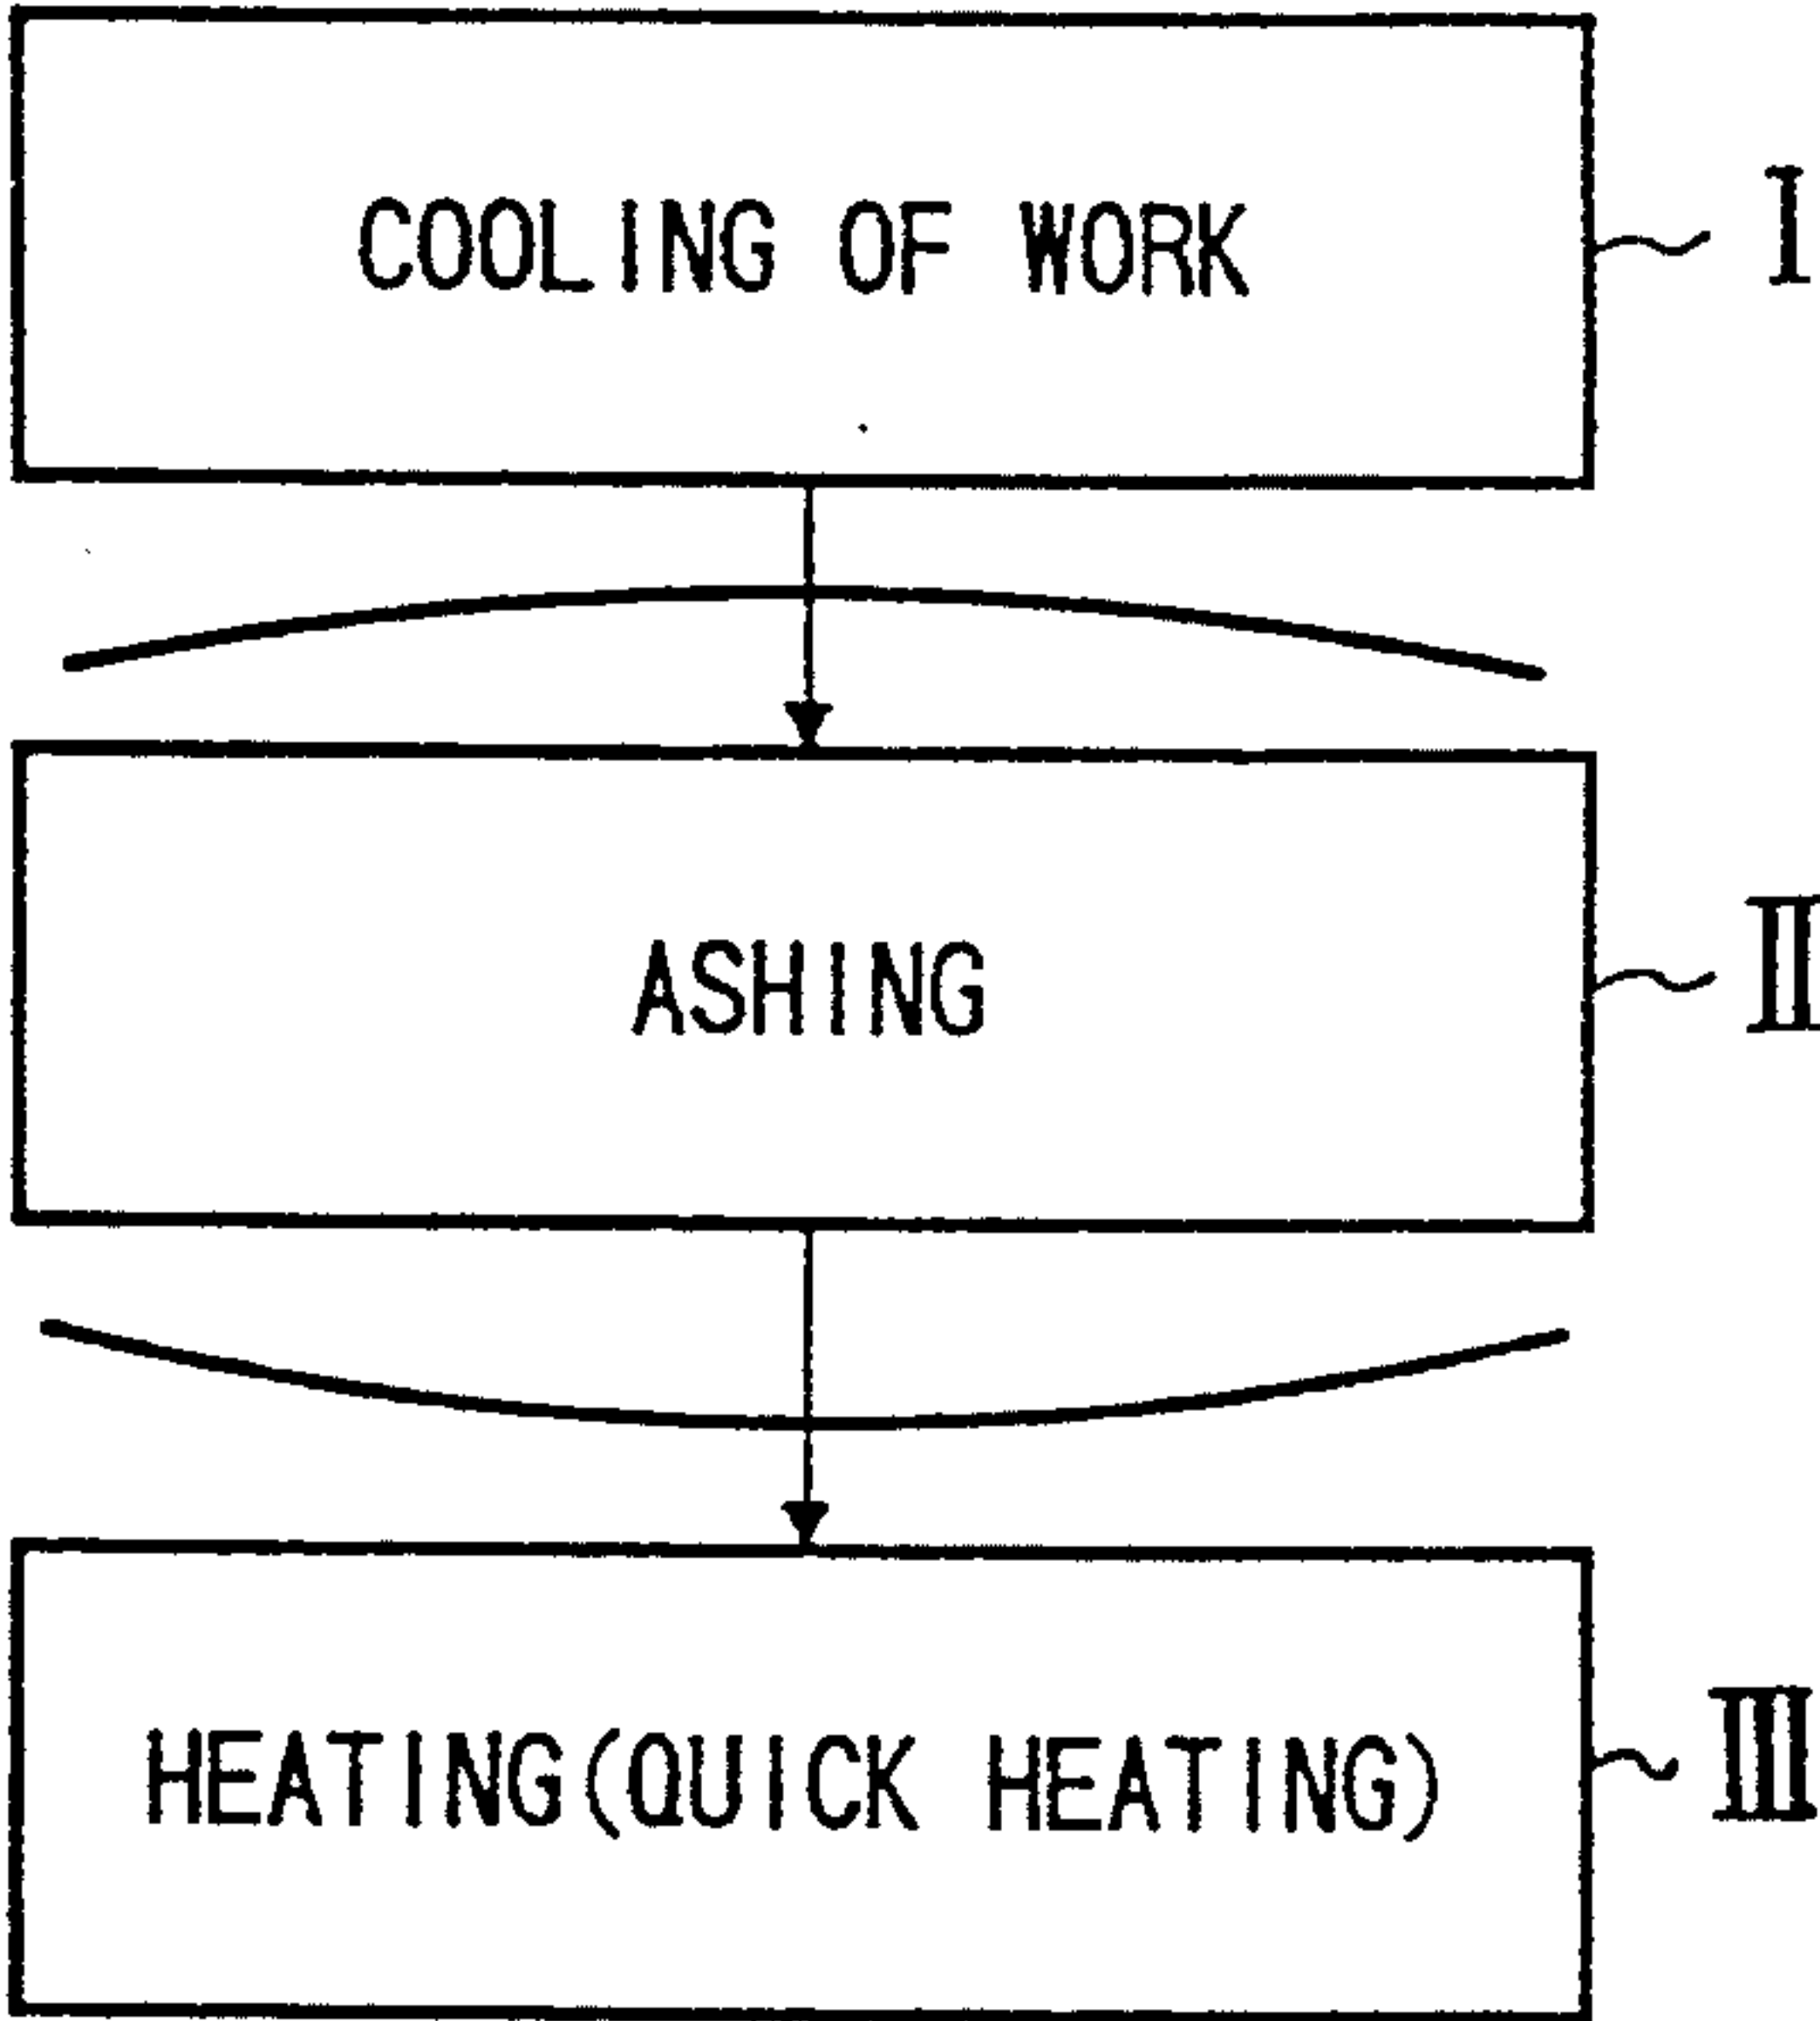 COOLING OF WORK
I
ASHING
II
HEATING(QUICK HEATING)
III